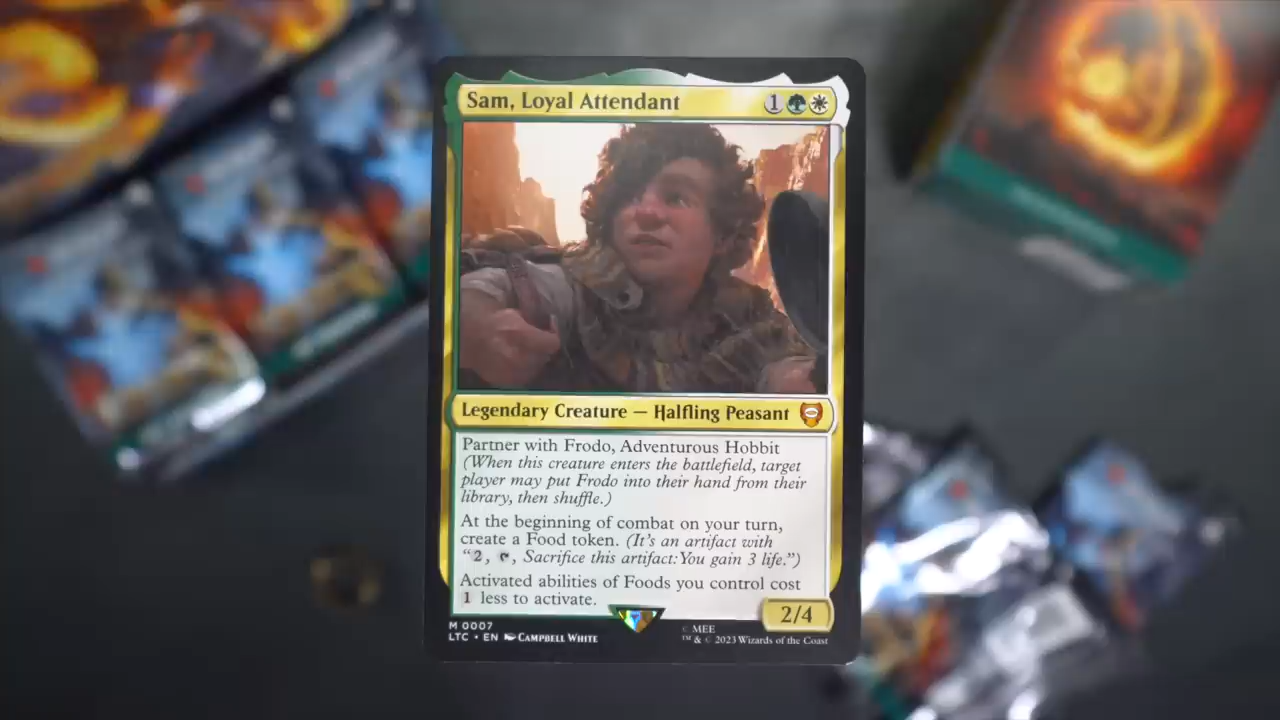 Sam, Loyal Attendant 1
Legendary Creature — Halfling Peasant
Partner with Frodo, Adventurous Hobbit
(When this creature enters the battlefield, target
player may put Frodo into their hand from their
library, then shuffle.)
At the beginning of combat on your turn,
create a Food token. (It's an artifact with
"2, , Sacrifice this artifact: You gain 3 life.")
Activated abilities of Foods you control cost
1 less to activate.
2/4
M 0007
LTC • EN CAMPBELL WHITE
© MEE
™ & © 2023 Wizards of the Coast